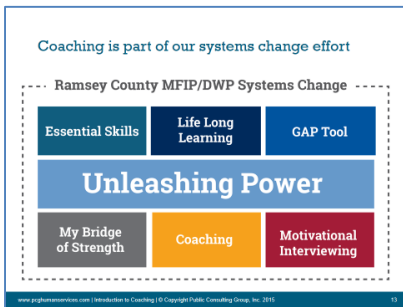 Coaching is part of our systems change effort
Ramsey County MFIP/DWP Systems Change
Essential Skills
Life Long
Learning
GAP Tool
Unleashing Power
My Bridge
of Strength
Coaching
Motivational
Interviewing
www.pcghumanservices.com | Introduction to Coaching | © Copyright Public Consulting Group, Inc. 2015
13